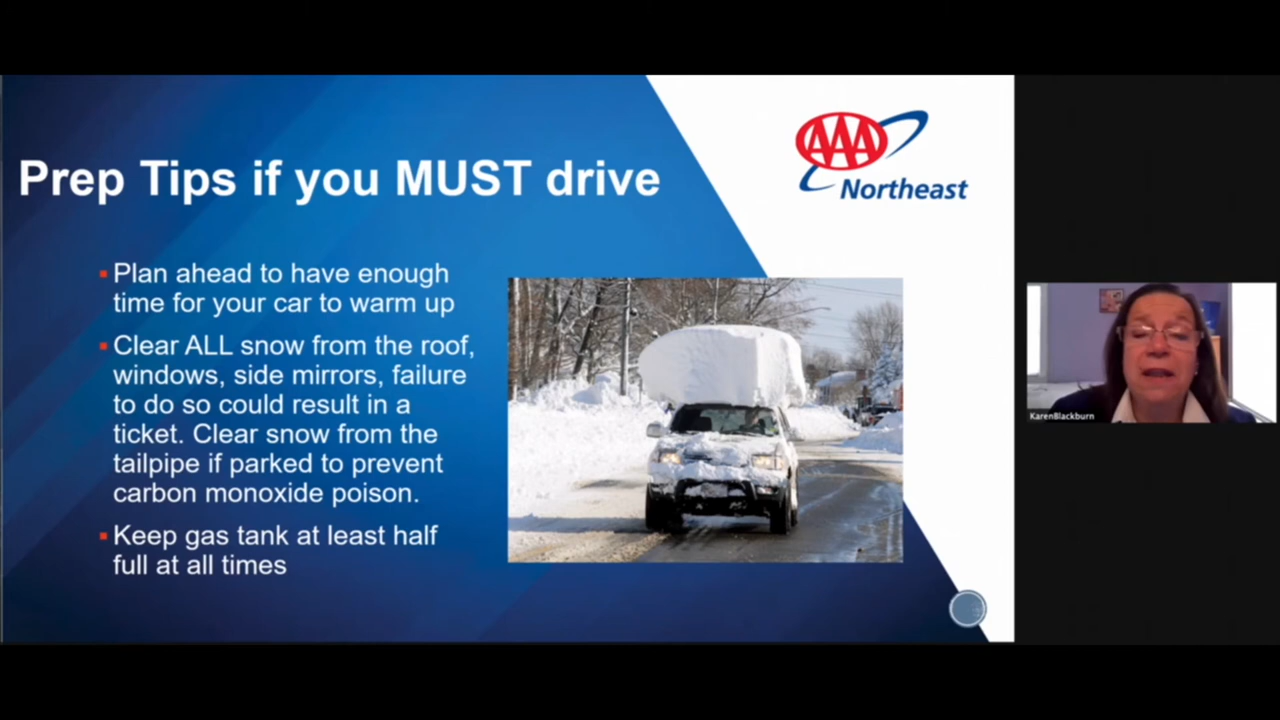 Prep Tips if you MUST drive
AAA
Northeast
▪ Plan ahead to have enough
time for your car to warm up
▪ Clear ALL snow from the roof,
windows, side mirrors, failure
to do so could result in a
ticket. Clear snow from the
tailpipe if parked to prevent
carbon monoxide poison.
▪ Keep gas tank at least half
full at all times
KarenBlackburn